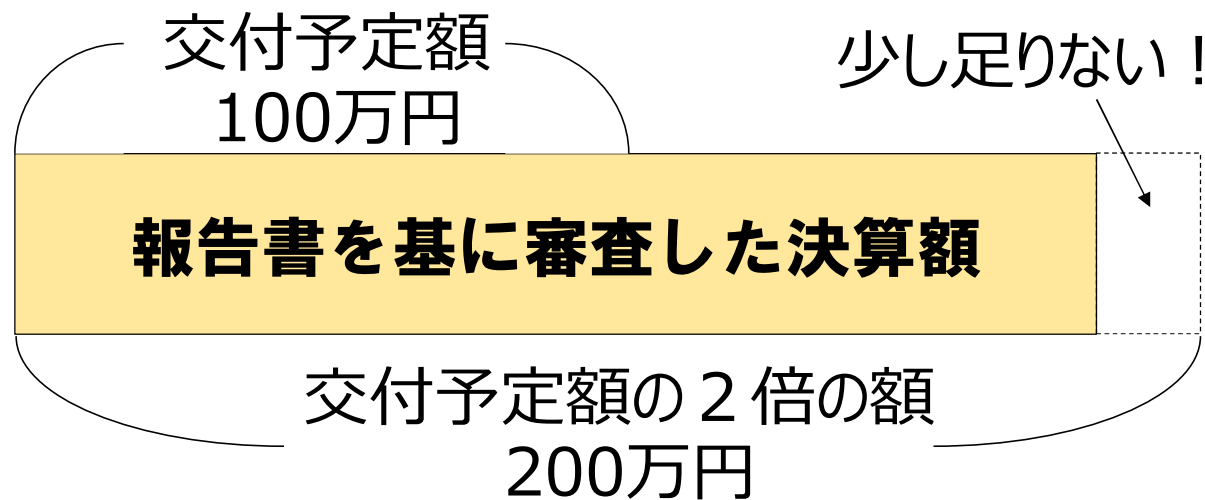 交付予定額
100万円
少し足りない！
報告書を基に審査した決算額
交付予定額の２倍の額
200万円